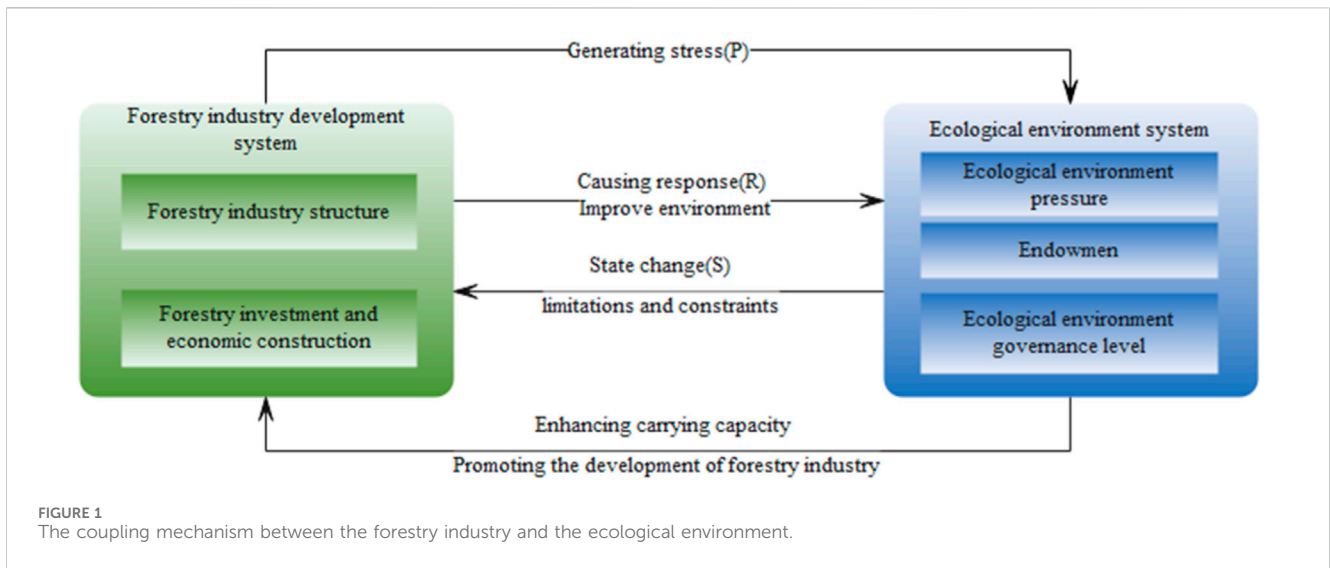 Generating stress(P)
Forestry industry development
system
Forestry industry structure
Forestry investment and
economic construction
Causing response(R)
Improve environment
State change(S)
limitations and constraints
Ecological environment system
Ecological environment
pressure
Endowmen
Ecological environment
governance level
Enhancing carrying capacity
Promoting the development of forestry industry
FIGURE 1
The coupling mechanism between the forestry industry and the ecological environment.